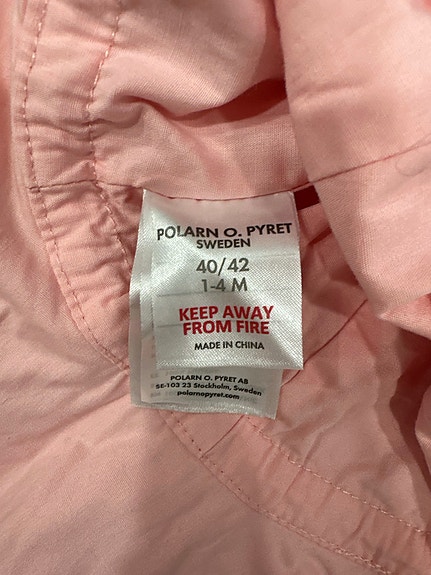 POLARN O. PYRET
SWEDEN
40/42
1-4 M
KEEP AWAY
FROM FIRE
MADE IN CHINA
POLARN O. PYRET AB
SE-103 23 Stockholm, Sweden
polarnopyret.com